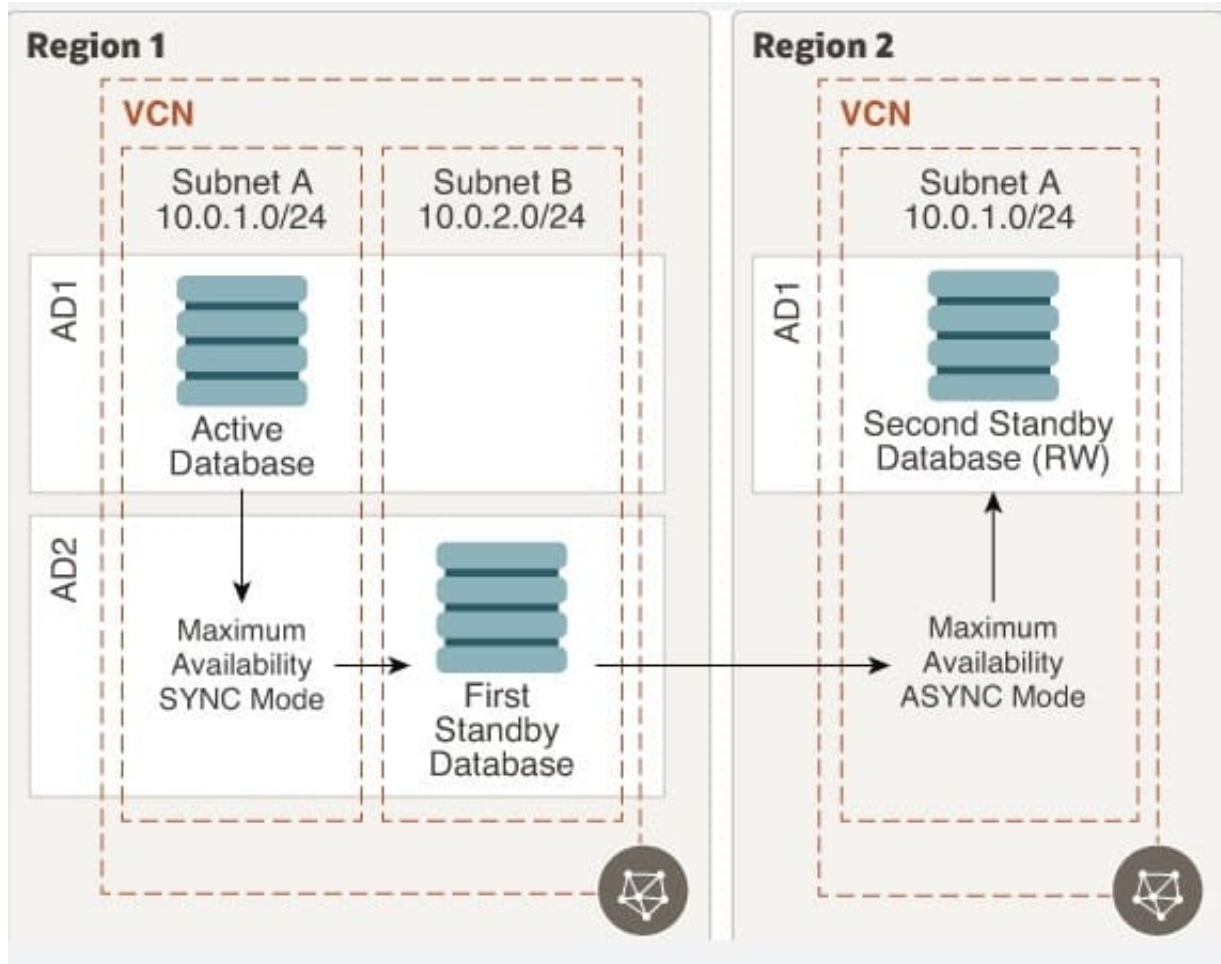 Region 1
VCN
Subnet A
10.0.1.0/24
Subnet B
10.0.2.0/24
AD1
Active
Database
AD2
Maximum
Availability
SYNC Mode
First
Standby
Database
Region 2
VCN
Subnet A
10.0.1.0/24
AD1
Second Standby
Database (RW)
Maximum
Availability
ASYNC Mode